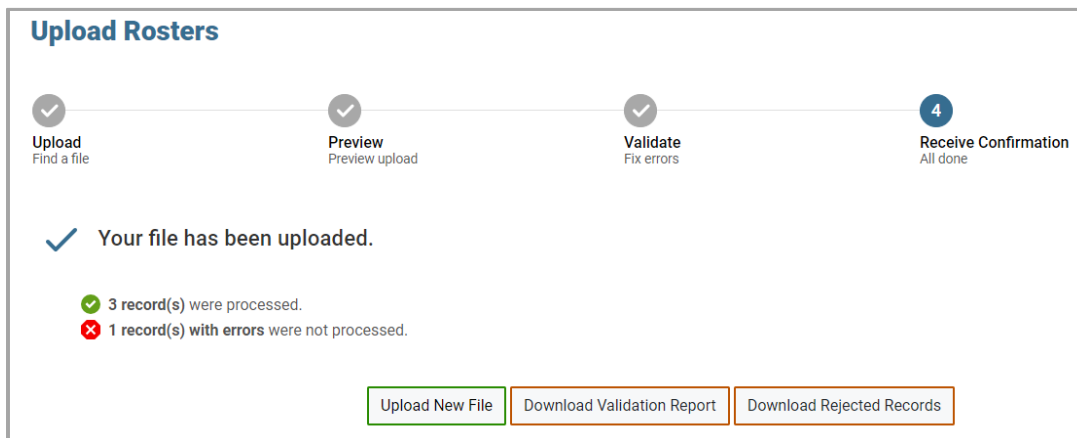 Upload Rosters
4
Upload Preview Validate Receive Confirmation
Find a file Preview upload Fix errors All done
Your file has been uploaded.
3 record(s) were processed.
1 record(s) with errors were not processed.
Upload New File Download Validation Report Download Rejected Records